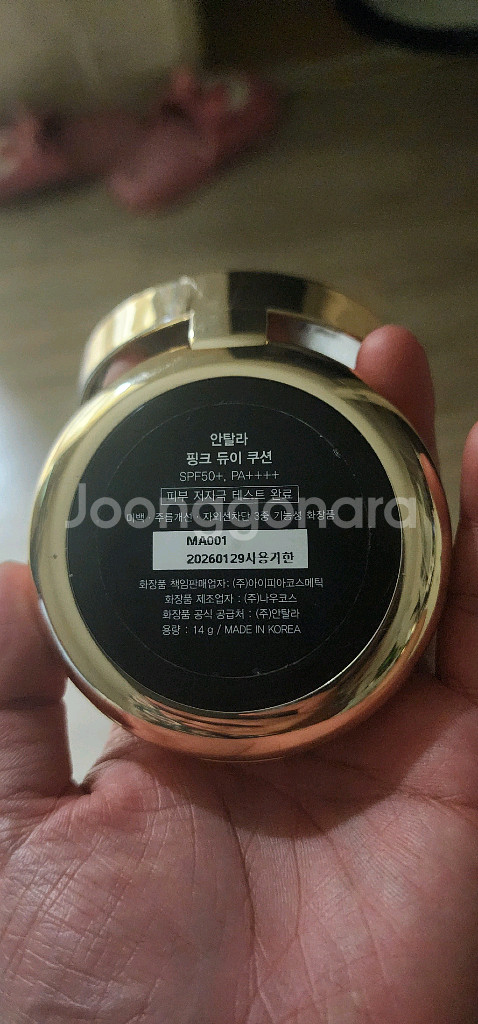 안탈라
핑크 듀이 쿠션
SPF50+, PA++++
피부 저자극 테스트 완료
미백 · 주름개선 · 자외선차단 3중 기능성 화장품
Joonggonara
MA001
20260129사용기한
화장품 책임판매업자: (주)아이피아코스메틱
화장품 제조업자 : (주)나우코스
화장품 공식 공급처 : (주)안탈라
용량 : 14 g / MADE IN KOREA